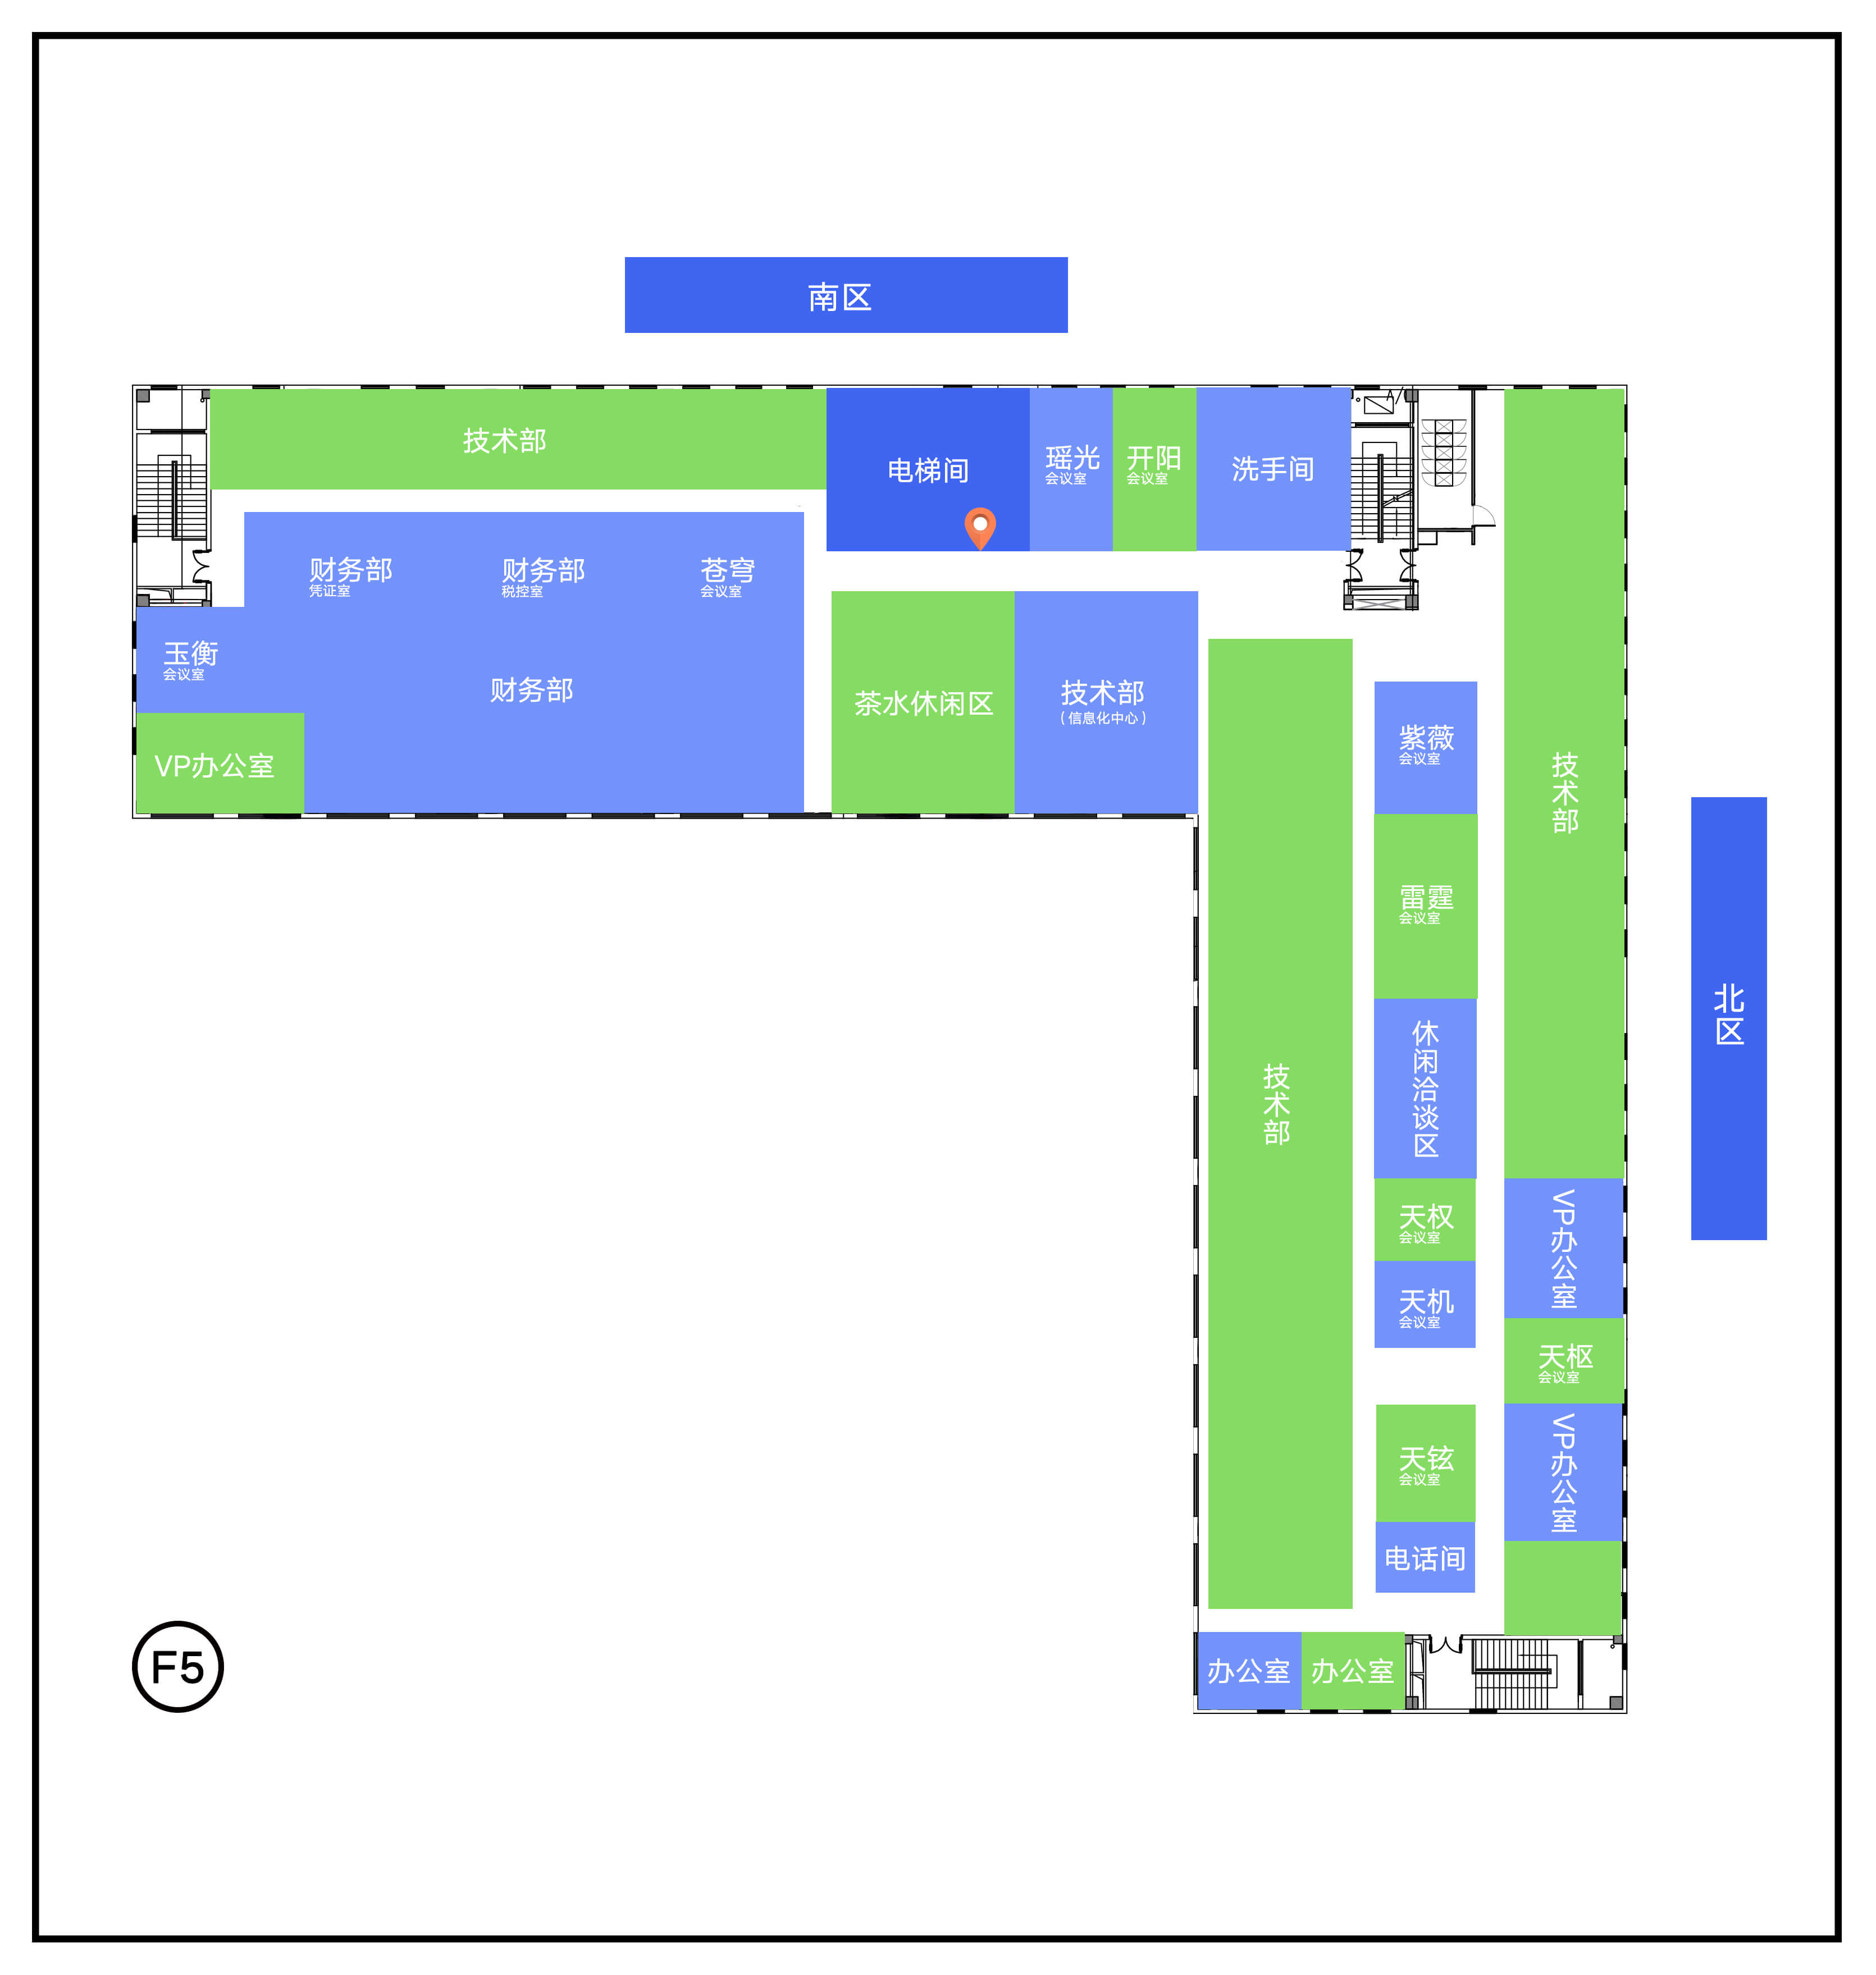 南区
技术部
电梯间
瑶光
会议室
开阳
会议室
洗手间
财务部
凭证室
财务部
税控室
苍穹
会议室
玉衡
会议室
财务部
VP办公室
茶水休闲区
技术部
(信息化中心)
紫薇
会议室
技术部
雷霆
会议室
北区
休闲洽谈区
技术部
天权
会议室
VP办公室
天机
会议室
天枢
会议室
天铉
会议室
VP办公室
电话间
办公室
办公室
F5